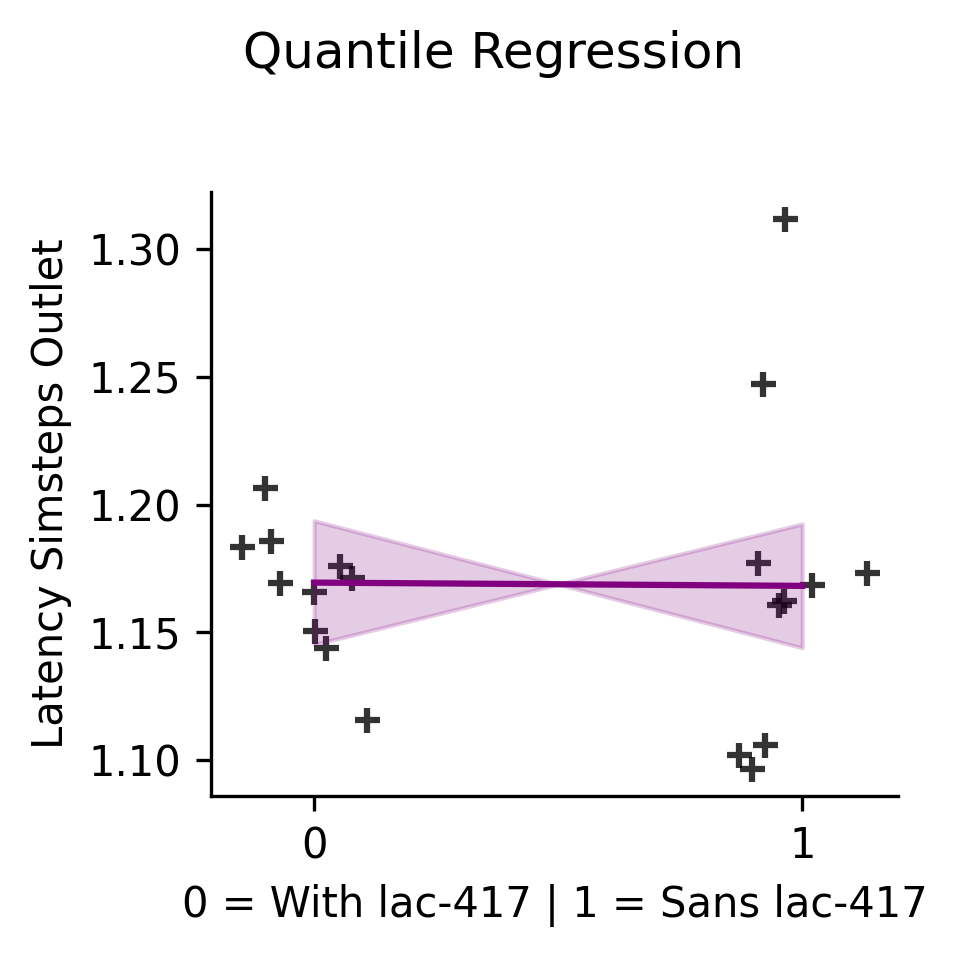 Quantile Regression
Latency Simsteps Outlet
1.30
1.25
1.20
1.15
1.10
0
1
0 = With lac-417 | 1 = Sans lac-417